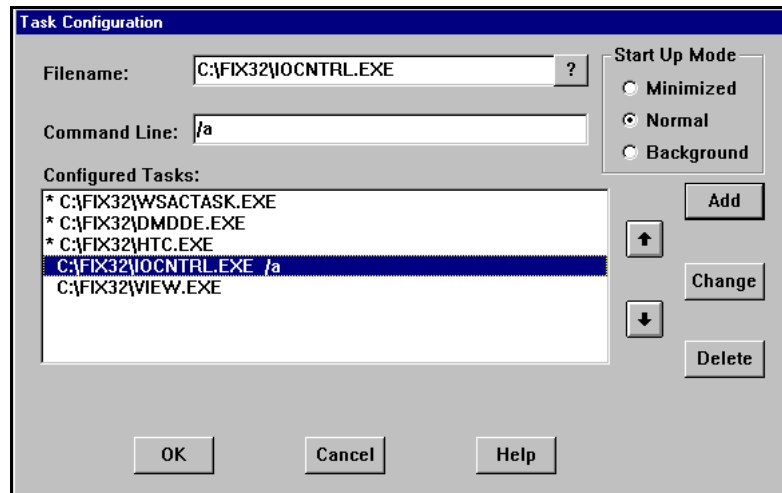 Task Configuration
Filename: C:\FIX32\IOCNTRL.EXE ?
Command Line: /a
Start Up Mode
Minimized
Normal
Background
Configured Tasks:
* C:\FIX32\WSACTASK.EXE
* C:\FIX32\DMDDE.EXE
* C:\FIX32\HTC.EXE
C:\FIX32\IOCNTRL.EXE /a
C:\FIX32\VIEW.EXE
Add
Change
Delete
OK Cancel Help